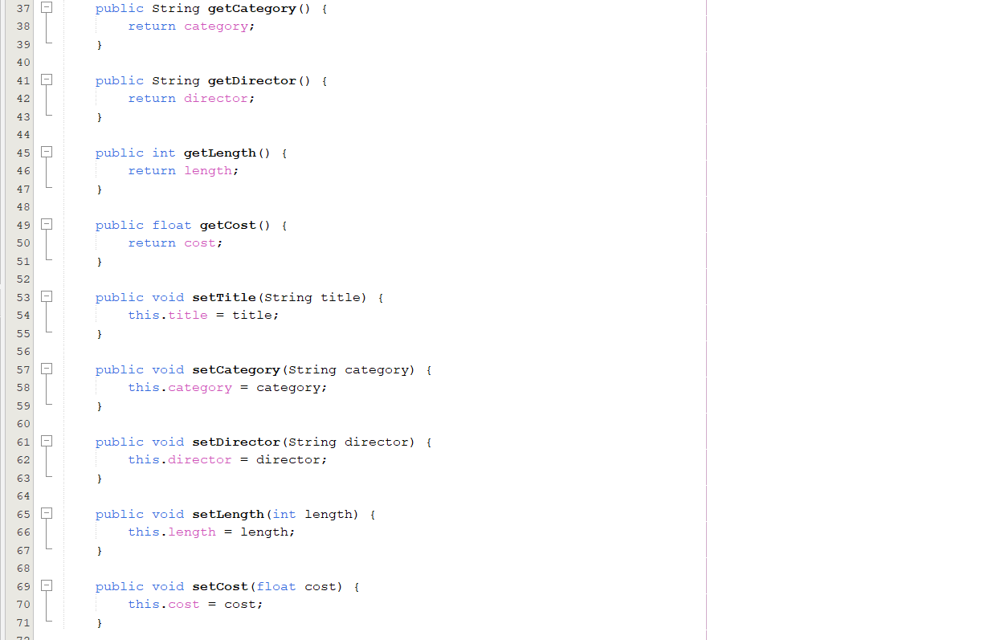 37 public String getCategory() {
38 return category;
39 }
40
41 public String getDirector() {
42 return director;
43 }
44
45 public int getLength() {
46 return length;
47 }
48
49 public float getCost() {
50 return cost;
51 }
52
53 public void setTitle(String title) {
54 this.title = title;
55 }
56
57 public void setCategory(String category) {
58 this.category = category;
59 }
60
61 public void setDirector(String director) {
62 this.director = director;
63 }
64
65 public void setLength(int length) {
66 this.length = length;
67 }
68
69 public void setCost(float cost) {
70 this.cost = cost;
71 }